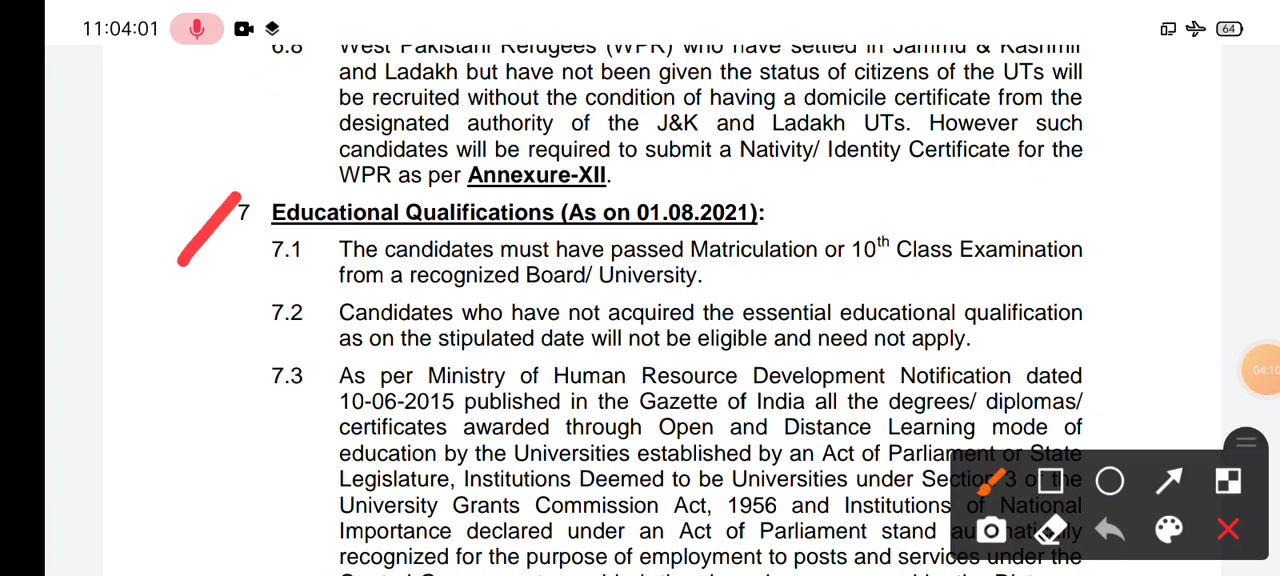 11:04:01
64
6.8 West Pakistani Refugees (WPR) who have settled in Jammu & Kashmir
and Ladakh but have not been given the status of citizens of the UTs will
be recruited without the condition of having a domicile certificate from the
designated authority of the J&K and Ladakh UTs. However such
candidates will be required to submit a Nativity/ Identity Certificate for the
WPR as per Annexure-XII.
7 Educational Qualifications (As on 01.08.2021):
7.1 The candidates must have passed Matriculation or 10th Class Examination
from a recognized Board/ University.
7.2 Candidates who have not acquired the essential educational qualification
as on the stipulated date will not be eligible and need not apply.
7.3 As per Ministry of Human Resource Development Notification dated
04:10
10-06-2015 published in the Gazette of India all the degrees/ diplomas/
certificates awarded through Open and Distance Learning mode of
education by the Universities established by an Act of Parliament or State
Legislature, Institutions Deemed to be Universities under Section 3 of the
University Grants Commission Act, 1956 and Institutions of National
Importance declared under an Act of Parliament stand automatically
recognized for the purpose of employment to posts and services under the